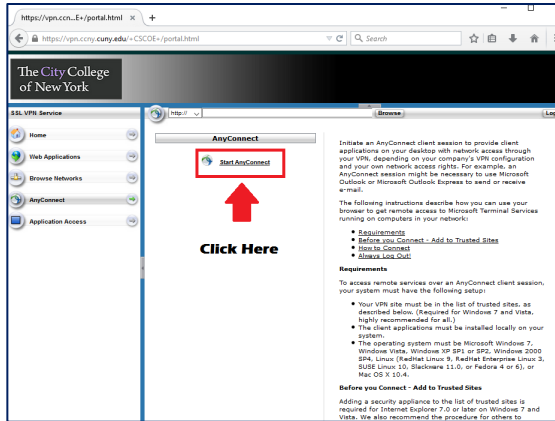 https://vpn.ccn...E+/portal.html
https://vpn.ccny.cuny.edu/+CSCOE+/portal.html
Search
The City College
of New York
SSL VPN Service
http://
Browse
Log
Home
Web Applications
Browse Networks
AnyConnect
Application Access
AnyConnect
Start AnyConnect
Click Here
Initiate an AnyConnect client session to provide client
applications on your desktop with network access through
your VPN, depending on your company's VPN configuration
and your own network access rights. For example, an
AnyConnect session might be necessary to use Microsoft
Outlook or Microsoft Outlook Express to send or receive
e-mail.
The following instructions describe how you can use your
browser to get remote access to Microsoft Terminal Services
running on computers in your network:
Requirements
Before you Connect - Add to Trusted Sites
How to Connect
Always Log Out!
Requirements
To access remote services over an AnyConnect client session,
your system must have the following setup:
Your VPN site must be in the list of trusted sites, as
described below. (Required for Windows 7 and Vista,
highly recommended for all.)
The client applications must be installed locally on your
system.
The operating system must be Microsoft Windows 7,
Windows Vista, Windows XP SP1 or SP2, Windows 2000
SP4, Linux (RedHat Linux 9, RedHat Enterprise Linux 3,
SUSE Linux 10, Slackware 11.0, or Fedora 4 or 6), or
Mac OS X 10.4.
Before you Connect - Add to Trusted Sites
Adding a security appliance to the list of trusted sites is
required for Internet Explorer 7.0 or later on Windows 7 and
Vista. We also recommend the procedure for others to